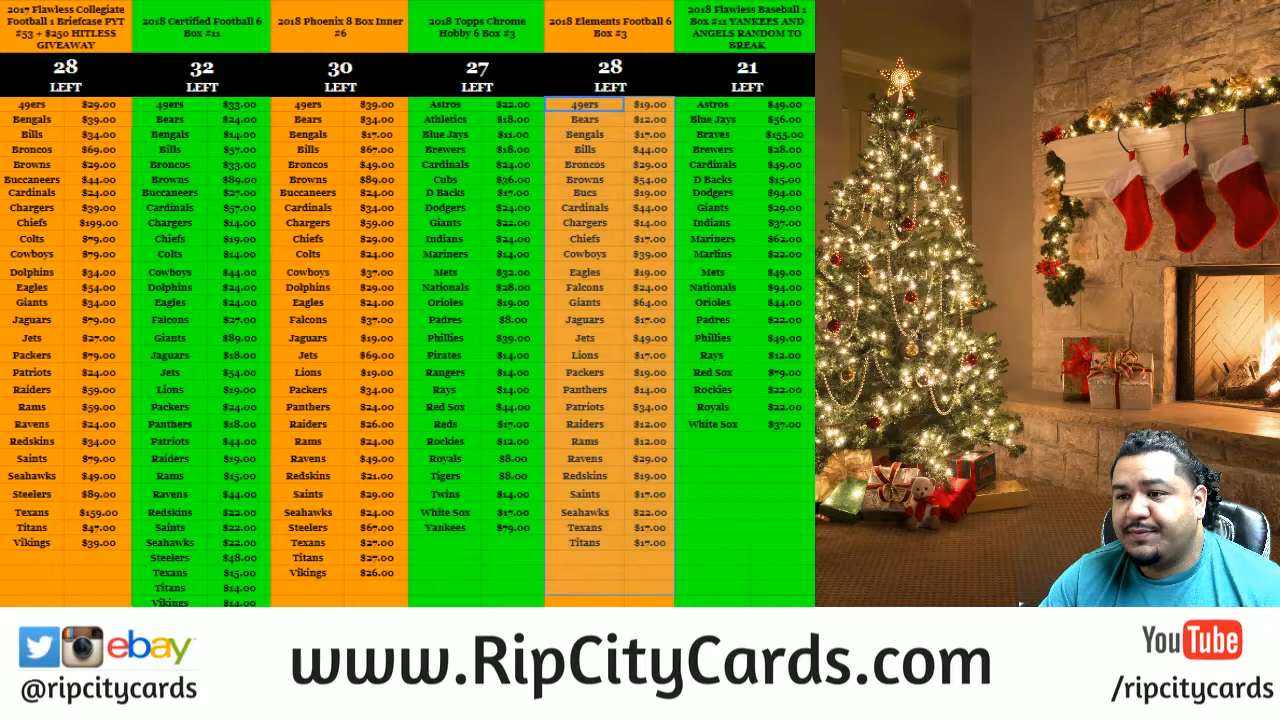 2017 Flawless Collegiate
Football 1 Briefcase PYT
#53 + $250 HITLESS
GIVEAWAY
28
LEFT
49ers $29.00
Bengals $39.00
Bills $34.00
Broncos $69.00
Browns $29.00
Buccaneers $44.00
Cardinals $24.00
Chargers $39.00
Chiefs $199.00
Colts $79.00
Cowboys $79.00
Dolphins $34.00
Eagles $54.00
Giants $34.00
Jaguars $79.00
Jets $27.00
Packers $79.00
Patriots $24.00
Raiders $59.00
Rams $59.00
Ravens $24.00
Redskins $34.00
Saints $79.00
Seahawks $49.00
Steelers $89.00
Texans $159.00
Titans $47.00
Vikings $39.00
2018 Certified Football 6
Box #11
32
LEFT
49ers $33.00
Bears $24.00
Bengals $14.00
Bills $57.00
Broncos $33.00
Browns $89.00
Buccaneers $27.00
Cardinals $57.00
Chargers $14.00
Chiefs $19.00
Colts $14.00
Cowboys $44.00
Dolphins $24.00
Eagles $24.00
Falcons $27.00
Giants $89.00
Jaguars $18.00
Jets $54.00
Lions $19.00
Packers $24.00
Panthers $18.00
Patriots $44.00
Raiders $19.00
Rams $15.00
Ravens $44.00
Redskins $22.00
Saints $22.00
Seahawks $22.00
Steelers $48.00
Texans $15.00
Titans $14.00
Vikings $14.00
2018 Phoenix 8 Box Inner
#6
30
LEFT
49ers $39.00
Bears $34.00
Bengals $17.00
Bills $67.00
Broncos $49.00
Browns $89.00
Buccaneers $24.00
Cardinals $34.00
Chargers $59.00
Chiefs $29.00
Colts $24.00
Cowboys $37.00
Dolphins $29.00
Eagles $24.00
Falcons $37.00
Jaguars $19.00
Jets $69.00
Lions $19.00
Packers $34.00
Panthers $24.00
Raiders $26.00
Rams $24.00
Ravens $49.00
Redskins $21.00
Saints $29.00
Seahawks $24.00
Steelers $67.00
Texans $27.00
Titans $27.00
Vikings $26.00
2018 Topps Chrome
Hobby 6 Box #3
27
LEFT
Astros $22.00
Athletics $18.00
Blue Jays $11.00
Brewers $18.00
Cardinals $24.00
Cubs $36.00
D Backs $17.00
Dodgers $24.00
Giants $22.00
Indians $24.00
Mariners $14.00
Mets $32.00
Nationals $28.00
Orioles $19.00
Padres $8.00
Phillies $39.00
Pirates $14.00
Rangers $14.00
Rays $14.00
Red Sox $44.00
Reds $17.00
Rockies $12.00
Royals $8.00
Tigers $8.00
Twins $14.00
White Sox $17.00
Yankees $79.00
2018 Elements Football 6
Box #3
28
LEFT
49ers $19.00
Bears $12.00
Bengals $17.00
Bills $44.00
Broncos $29.00
Browns $54.00
Bucs $19.00
Cardinals $44.00
Chargers $14.00
Chiefs $17.00
Cowboys $39.00
Eagles $19.00
Falcons $24.00
Giants $64.00
Jaguars $17.00
Jets $49.00
Lions $17.00
Packers $19.00
Panthers $14.00
Patriots $34.00
Raiders $12.00
Rams $12.00
Ravens $29.00
Redskins $19.00
Saints $17.00
Seahawks $22.00
Texans $17.00
Titans $17.00
2018 Flawless Baseball 1
Box #11 YANKEES AND
ANGELS RANDOM TO
BREAK
21
LEFT
Astros $49.00
Blue Jays $56.00
Braves $155.00
Brewers $28.00
Cardinals $49.00
D Backs $15.00
Dodgers $94.00
Giants $29.00
Indians $37.00
Mariners $62.00
Marlins $22.00
Mets $49.00
Nationals $94.00
Orioles $44.00
Padres $22.00
Phillies $49.00
Rays $12.00
Red Sox $79.00
Rockies $22.00
Royals $22.00
White Sox $37.00
ebay
@ripcitycards
www.RipCityCards.com
YouTube
/ripcitycards